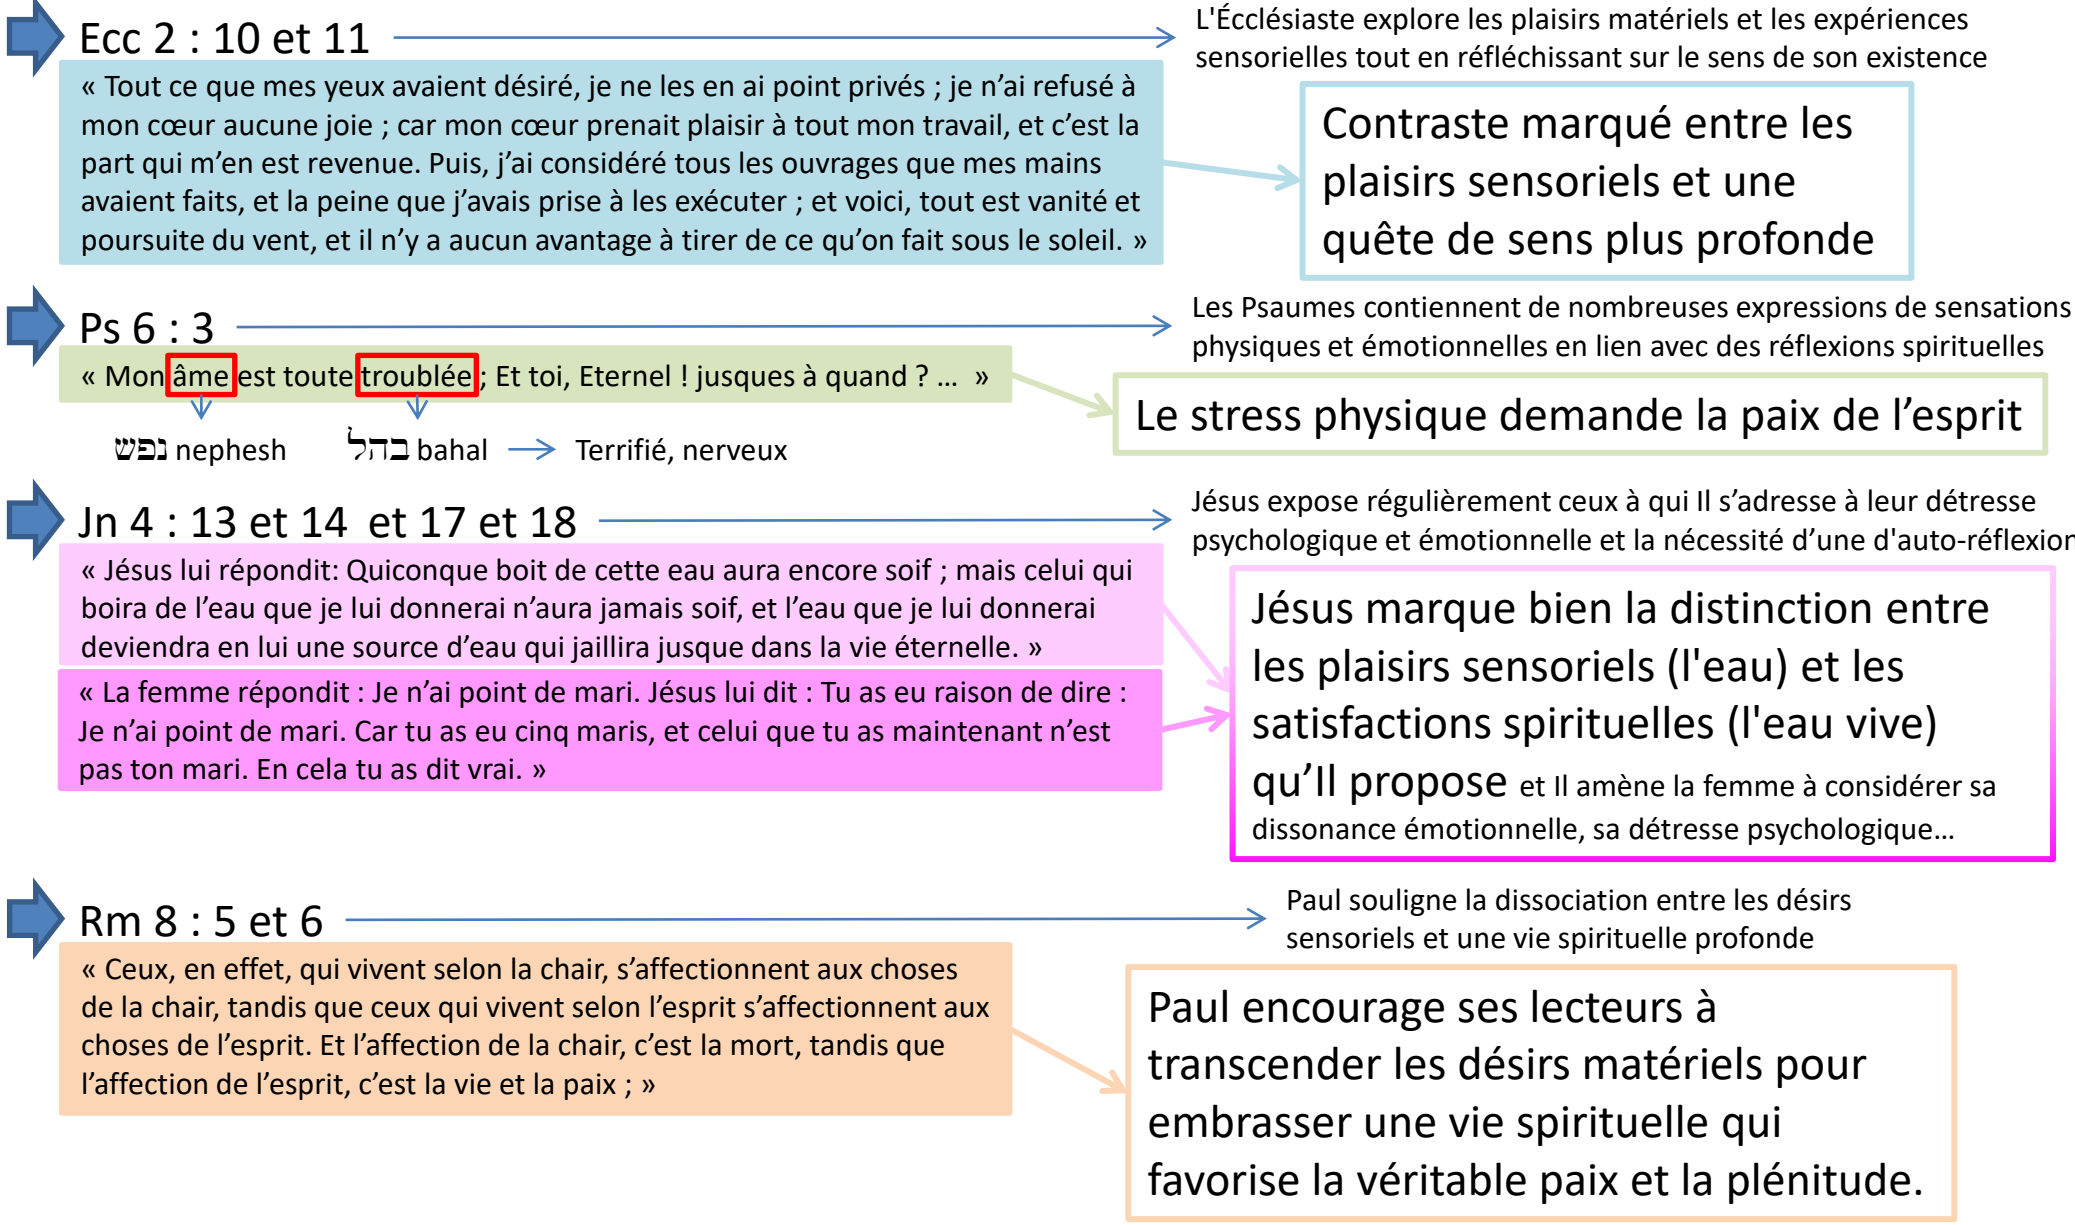 Ecc 2 : 10 et 11
L'Écclésiaste explore les plaisirs matériels et les expériences
sensorielles tout en réfléchissant sur le sens de son existence
« Tout ce que mes yeux avaient désiré, je ne les en ai point privés ; je n’ai refusé à
mon cœur aucune joie ; car mon cœur prenait plaisir à tout mon travail, et c’est la
part qui m’en est revenue. Puis, j’ai considéré tous les ouvrages que mes mains
avaient faits, et la peine que j’avais prise à les exécuter ; et voici, tout est vanité et
poursuite du vent, et il n’y a aucun avantage à tirer de ce qu’on fait sous le soleil. »
Contraste marqué entre les
plaisirs sensoriels et une
quête de sens plus profonde
Ps 6 : 3
Les Psaumes contiennent de nombreuses expressions de sensations
physiques et émotionnelles en lien avec des réflexions spirituelles
« Mon âme est toute troublée ; Et toi, Eternel ! jusques à quand ? … »
Le stress physique demande la paix de l’esprit
נפש nephesh
בהל bahal
Terrifié, nerveux
Jn 4 : 13 et 14 et 17 et 18
Jésus expose régulièrement ceux à qui Il s’adresse à leur détresse
psychologique et émotionnelle et la nécessité d’une d'auto-réflexion
« Jésus lui répondit: Quiconque boit de cette eau aura encore soif ; mais celui qui
boira de l’eau que je lui donnerai n’aura jamais soif, et l’eau que je lui donnerai
deviendra en lui une source d’eau qui jaillira jusque dans la vie éternelle. »
« La femme répondit : Je n’ai point de mari. Jésus lui dit : Tu as eu raison de dire :
Je n’ai point de mari. Car tu as eu cinq maris, et celui que tu as maintenant n’est
pas ton mari. En cela tu as dit vrai. »
Jésus marque bien la distinction entre
les plaisirs sensoriels (l'eau) et les
satisfactions spirituelles (l'eau vive)
qu’Il propose et Il amène la femme à considérer sa
dissonance émotionnelle, sa détresse psychologique…
Rm 8 : 5 et 6
Paul souligne la dissociation entre les désirs
sensoriels et une vie spirituelle profonde
« Ceux, en effet, qui vivent selon la chair, s’affectionnent aux choses
de la chair, tandis que ceux qui vivent selon l’esprit s’affectionnent aux
choses de l’esprit. Et l’affection de la chair, c’est la mort, tandis que
l’affection de l’esprit, c’est la vie et la paix ; »
Paul encourage ses lecteurs à
transcender les désirs matériels pour
embrasser une vie spirituelle qui
favorise la véritable paix et la plénitude.